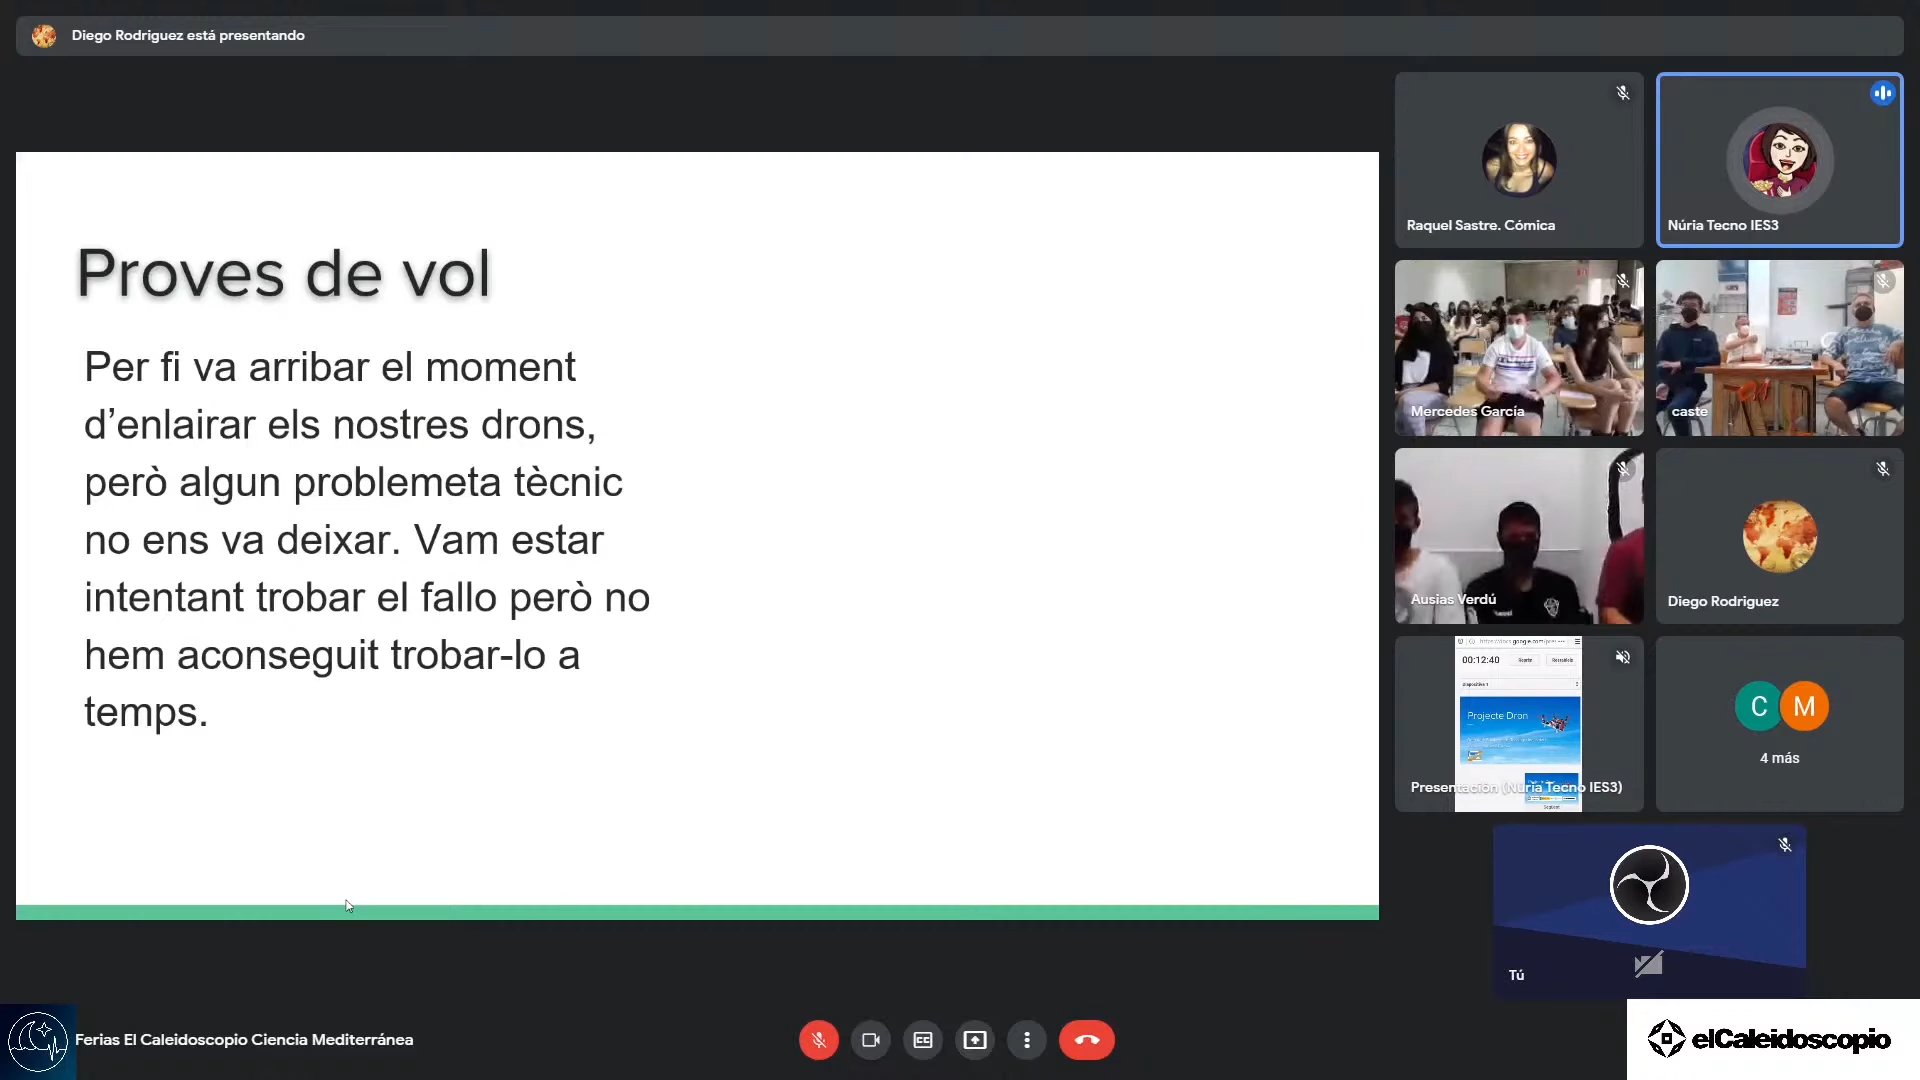 Diego Rodriguez está presentando
Proves de vol
Per fi va arribar el moment
d’enlairar els nostres drons,
però algun problemeta tècnic
no ens va deixar. Vam estar
intentant trobar el fallo però no
hem aconseguit trobar-lo a
temps.
Raquel Sastre. Cómica
Núria Tecno IES3
Mercedes García
caste
Ausias Verdú
Diego Rodriguez
00:12:40
Projecte Dron
Presentación (Núria Tecno IES3)
C M
4 más
Tú
Ferias El Caleidoscopio Ciencia Mediterránea
elCaleidoscopio